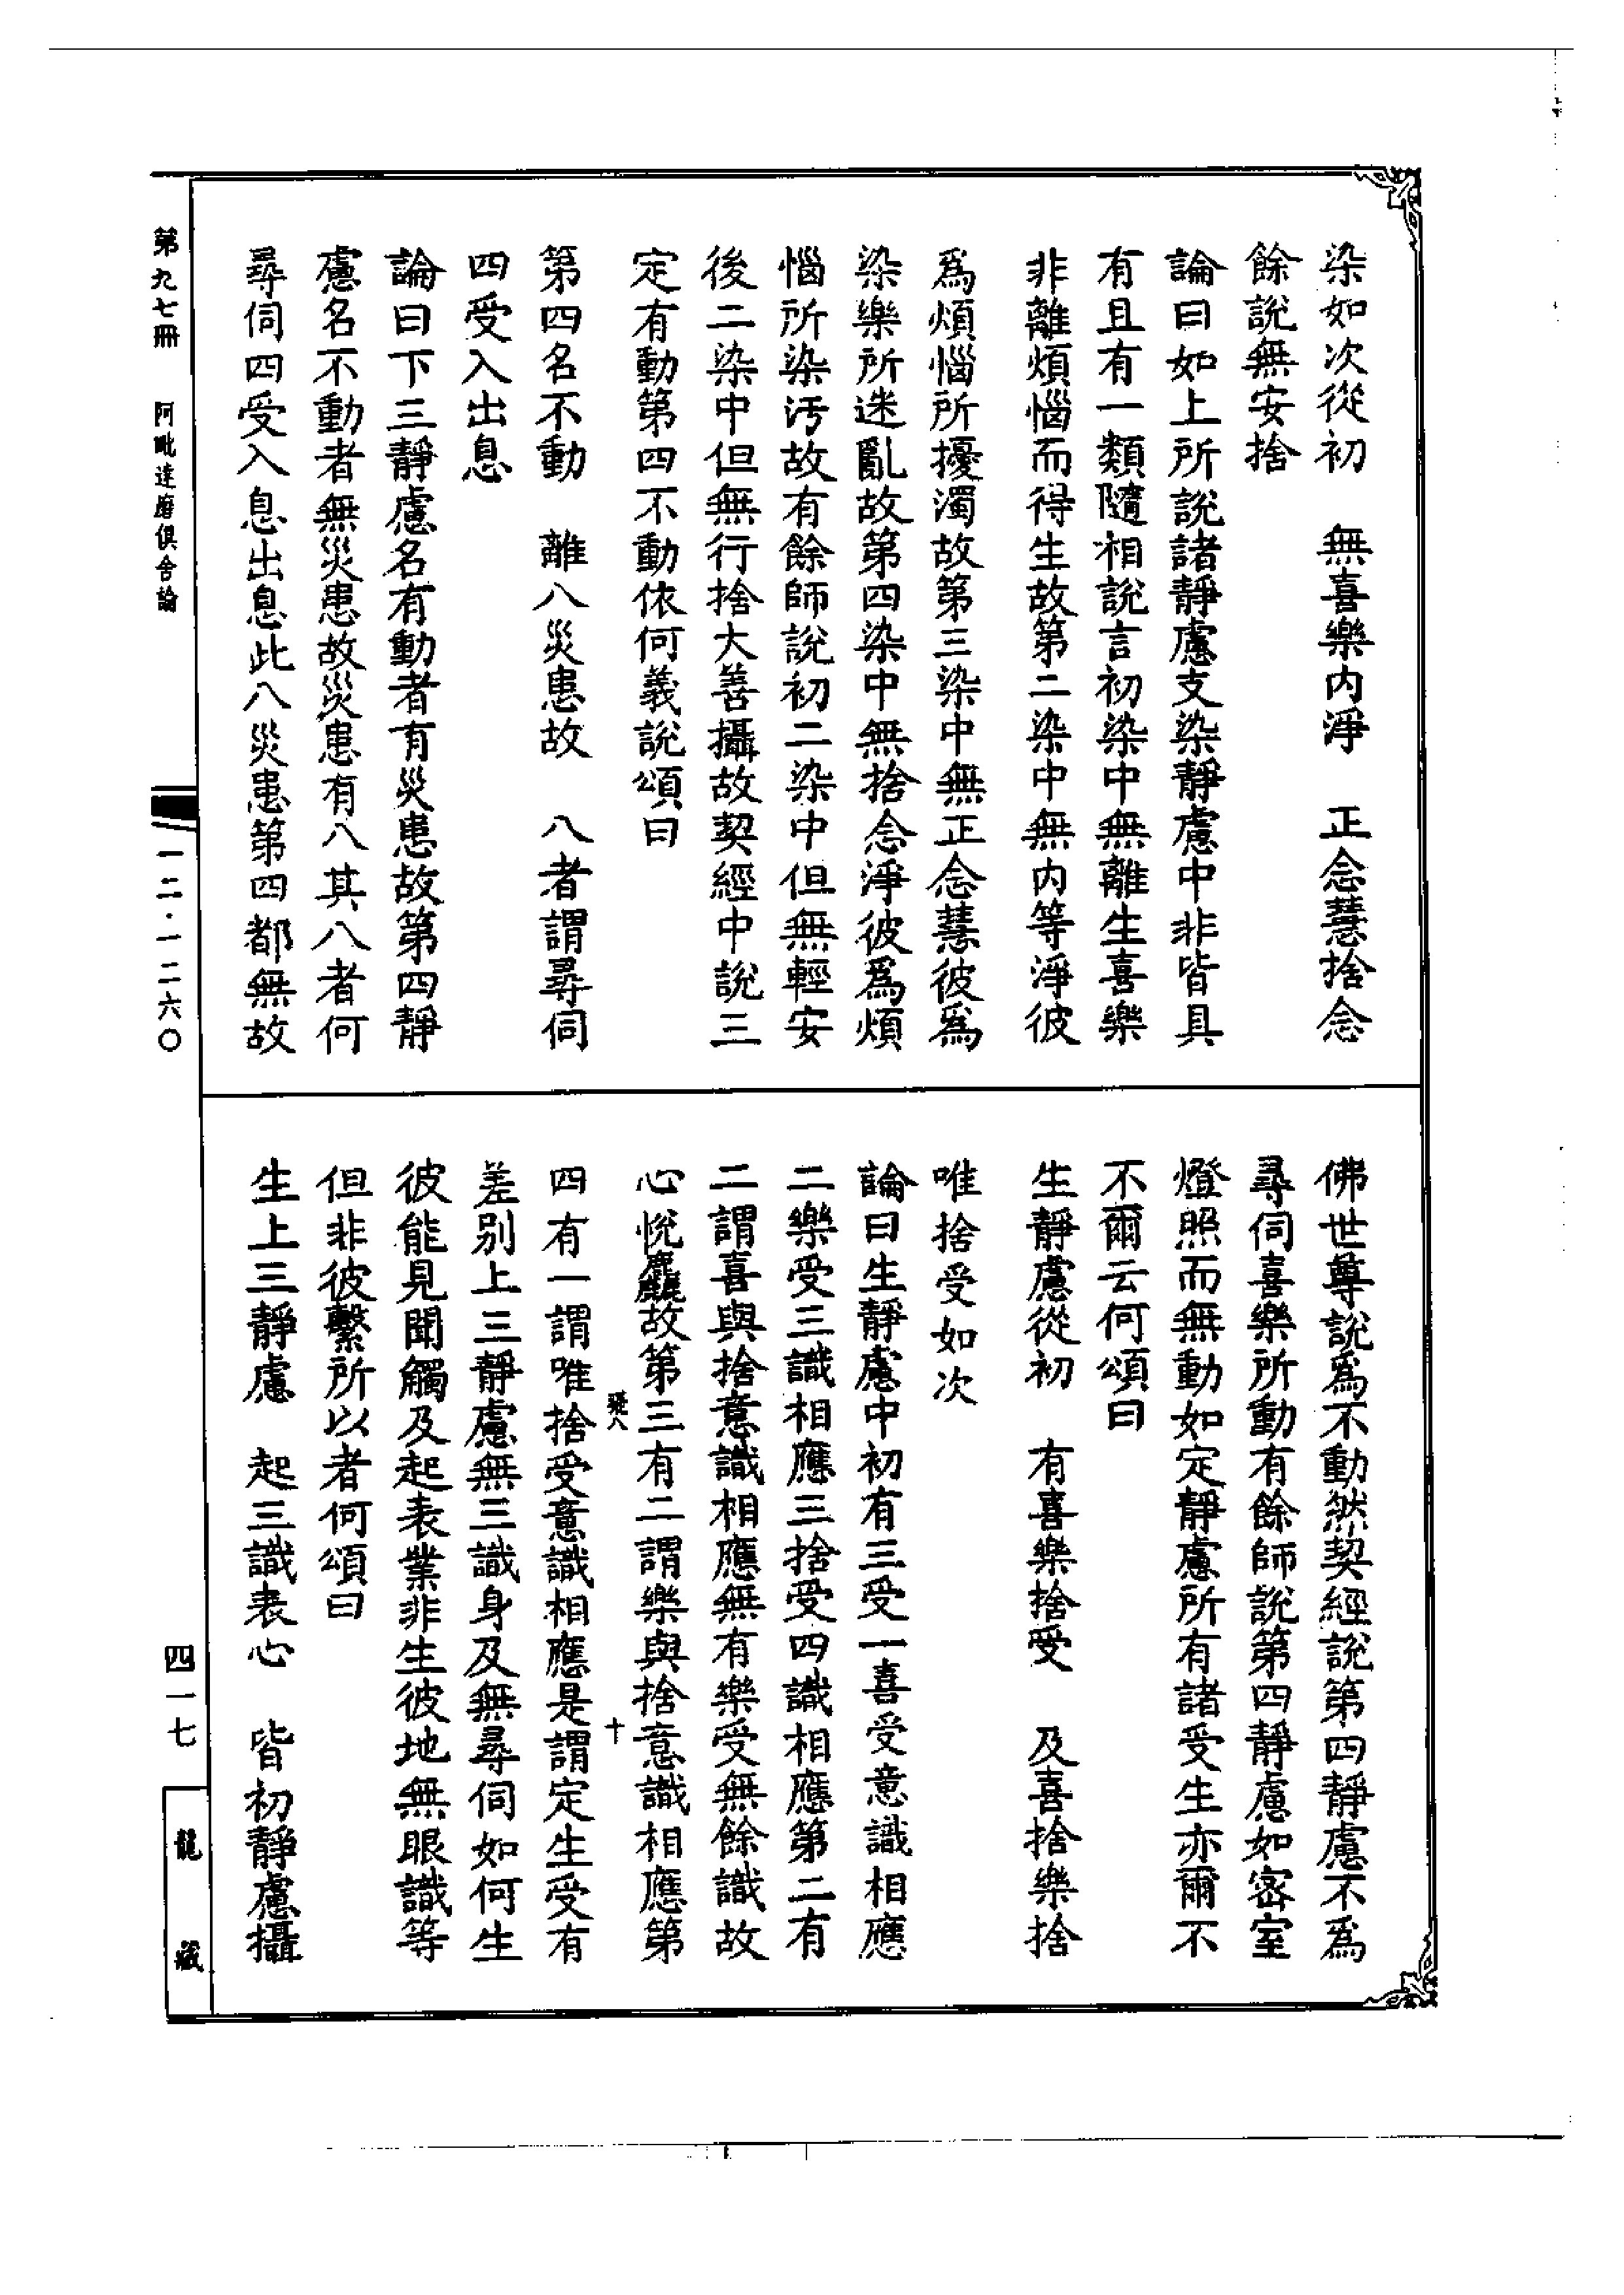 染如次從初　無喜樂內淨　正念慧捨念
餘說無安捨
論曰如上所說諸靜慮支染靜慮中非皆具
有且有一類隨相說言初染中無離生喜樂
非離煩惱而得生故第二染中無內等淨彼
爲煩惱所擾濁故第三染中無正念慧彼爲
染樂所迷亂故第四染中無捨念淨彼爲煩
惱所染汚故有餘師說初二染中但無輕安
後二染中但無行捨大善攝故契經中說三
定有動第四不動依何義說頌曰
第四名不動　離八災患故　八者謂尋伺
四受入出息
論曰下三靜慮名有動者有災患故第四靜
慮名不動者無災患故災患有八其八者何
尋伺四受入息出息此八災患第四都無故
佛世尊說爲不動然契經說第四靜慮不爲
尋伺喜樂所動有餘師說第四靜慮如密室
燈照而無動如定靜慮所有諸受生亦爾不
不爾云何頌曰
生靜慮從初　有喜樂捨受　及喜捨樂捨
唯捨受如次
論曰生靜慮中初有三受一喜受意識相應
二樂受三識相應三捨受四識相應第二有
二謂喜與捨意識相應無有樂受無餘識故
心悅麤故第三有二謂樂與捨意識相應第
四有一謂唯捨受意識相應是謂定生受有
差別上三靜慮無三識身及無尋伺如何生
彼能見聞觸及起表業非生彼地無眼識等
但非彼繫所以者何頌曰
生上三靜慮　起三識表心　皆初靜慮攝
疑八
十
第九七冊　阿毗達磨俱舍論
一二·一二六〇
四一七
龍藏